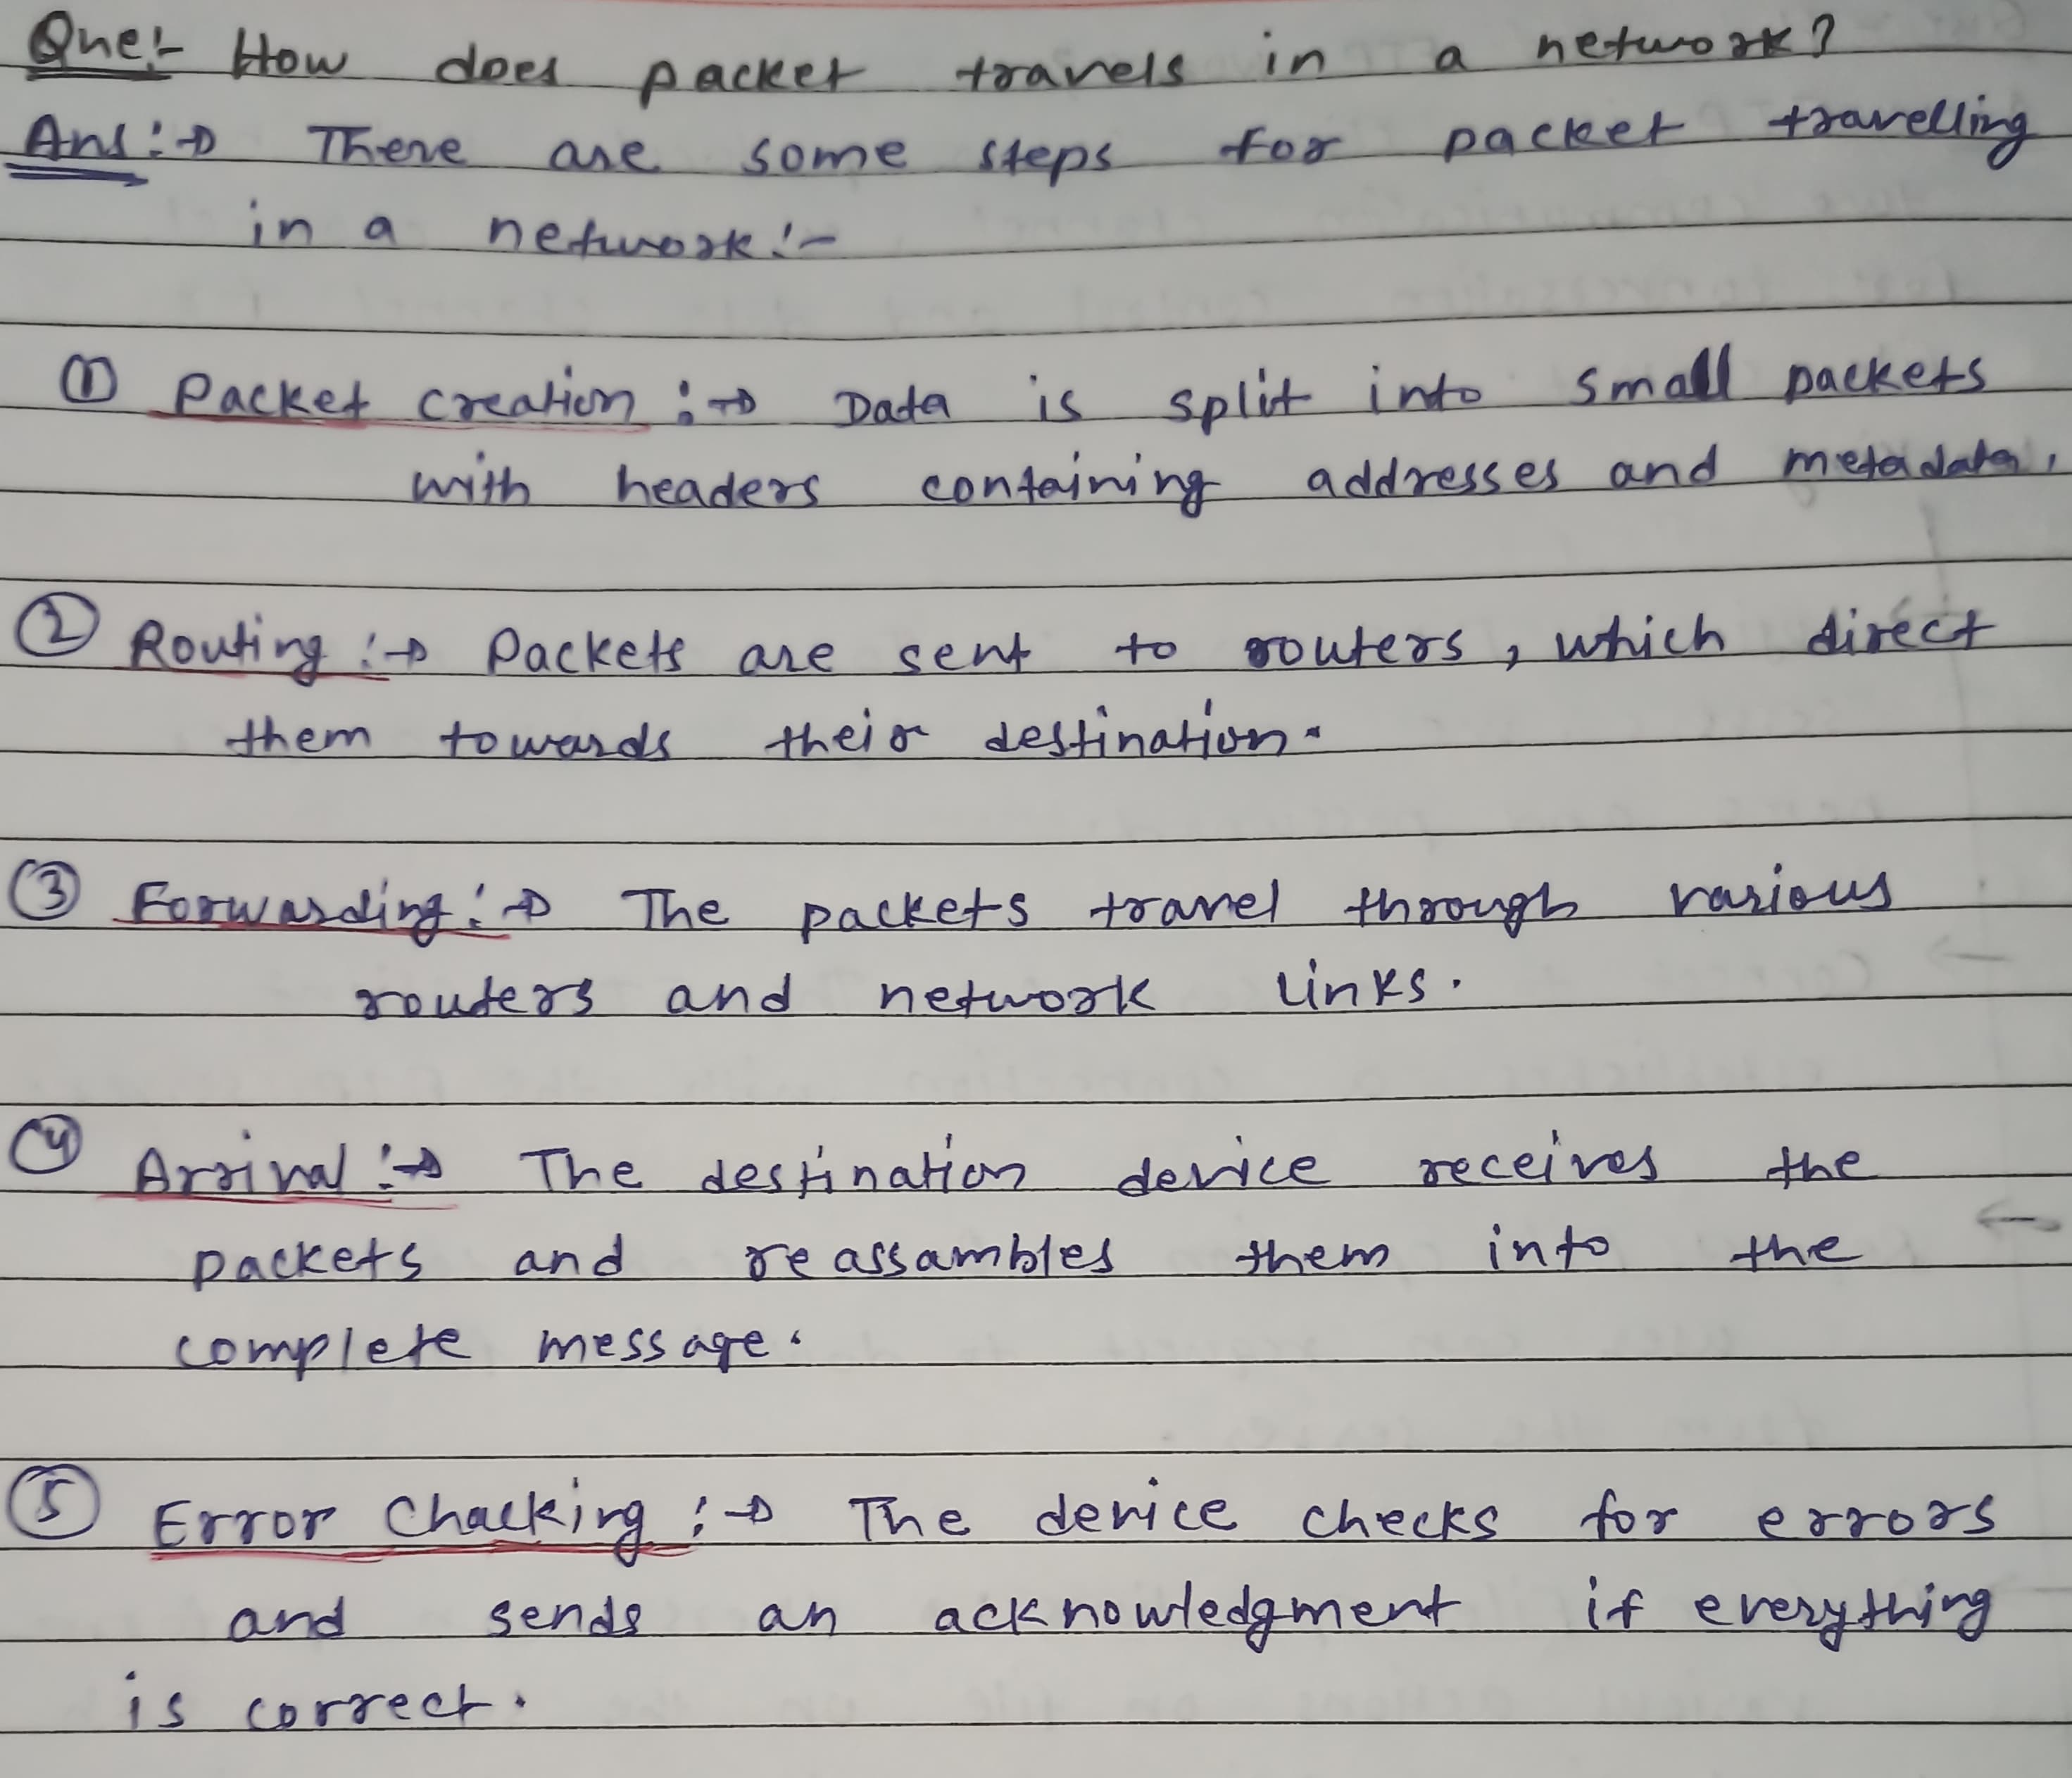 Que:- How does packet travels in a network?
Ans:→ There are some steps for packet travelling
in a network:-
① Packet creation :→ Data is split into small packets
with headers containing addresses and metadata.
② Routing :→ Packets are sent to routers, which direct
them towards their destination.
③ Forwarding :→ The packets travel through various
routers and network links.
④ Arrival :→ The destination device receives the
packets and reassambles them into the
complete message.
⑤ Error Chacking :→ The device checks for errors
and sends an acknowledgment if everything
is correct.